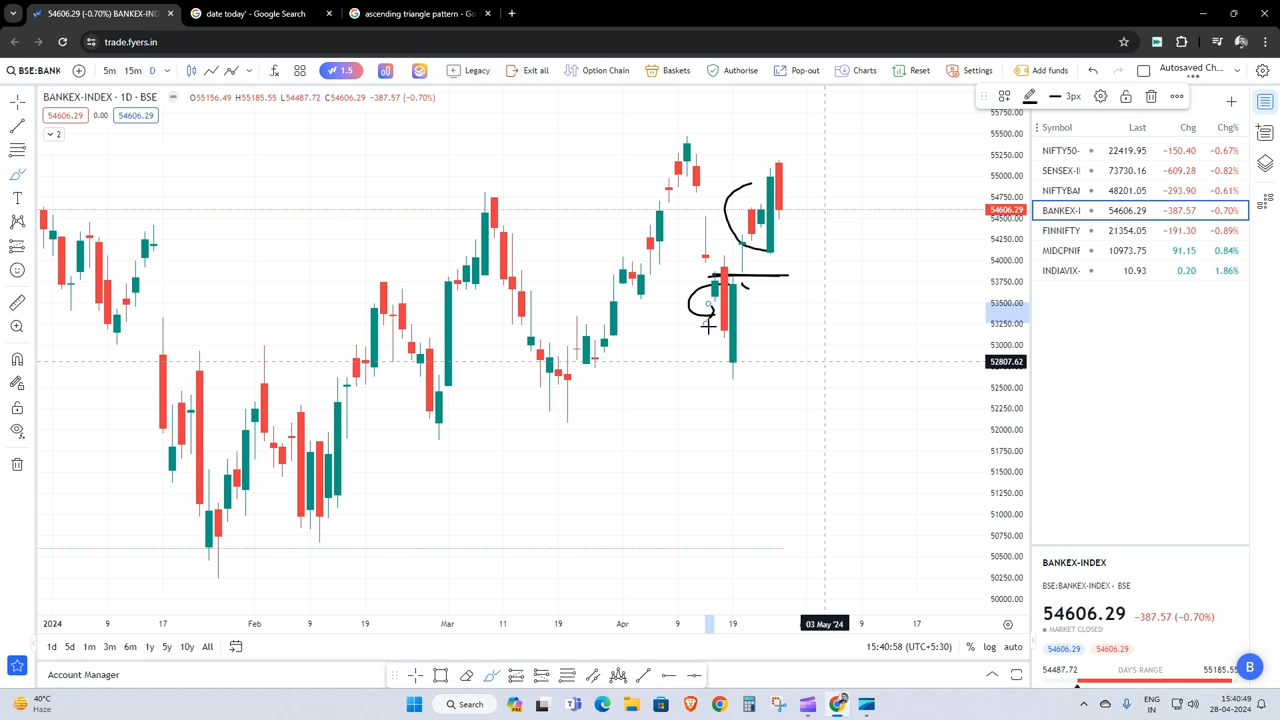 54606.29 (-0.70%) BANKEX-IND
date today' - Google Search
ascending triangle pattern - Go
trade.fyers.in
BSE:BANK
5m 15m D
1.5
Legacy
Exit all
Option Chain
Baskets
Authorise
Pop-out
Charts
Reset
Settings
Add funds
Autosaved Ch...
BANKEX-INDEX · 1D · BSE
O55156.49 H55185.55 L54487.72 C54606.29 −387.57 (−0.70%)
54606.29 0.00 54606.29
2
3px
Symbol Last Chg Chg%
NIFTY50- 22419.95 −150.40 −0.67%
SENSEX-II 73730.16 −609.28 −0.82%
NIFTYBAI 48201.05 −293.90 −0.61%
BANKEX-I 54606.29 −387.57 −0.70%
FINNIFTY 21354.05 −191.30 −0.89%
MIDCPNIF 10973.75 91.15 0.84%
INDIAVIX- 10.93 0.20 1.86%
55750.00
55500.00
55250.00
55000.00
54750.00
54606.29
54500.00
54250.00
54000.00
53750.00
53500.00
53250.00
53000.00
52807.62
52500.00
52250.00
52000.00
51750.00
51500.00
51250.00
51000.00
50750.00
50500.00
50250.00
50000.00
2024 9 17 Feb 9 19 Mar 11 19 Apr 9 19 03 May '24 9 17
1d 5d 1m 3m 6m 1y 5y 10y All
15:40:58 (UTC+5:30) % log auto
Account Manager
BANKEX-INDEX
BSE:BANKEX-INDEX · BSE
54606.29 −387.57 (−0.70%)
MARKET CLOSED
54606.29 54606.29
54487.72 DAY'S RANGE 55185.55
B
40°C
Haze
Search
ENG
IN
15:40:49
28-04-2024